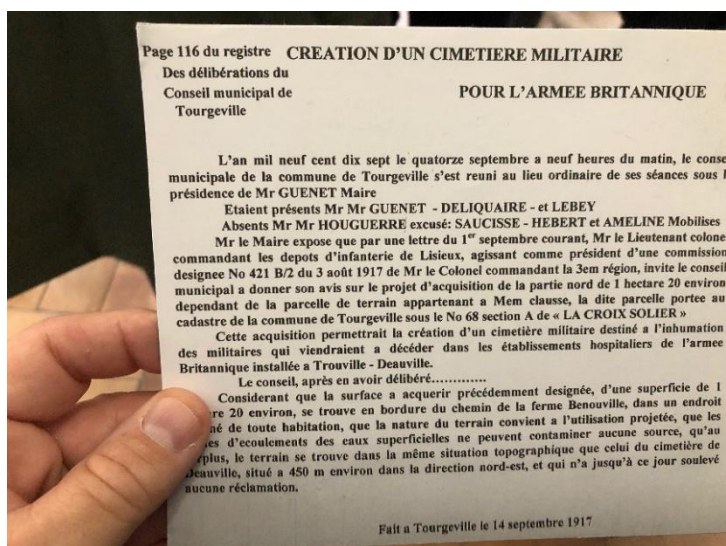 Page 116 du registre CREATION D'UN CIMETIERE MILITAIRE
Des délibérations du
Conseil municipal de POUR L'ARMEE BRITANNIQUE
Tourgeville
L'an mil neuf cent dix sept le quatorze septembre a neuf heures du matin, le conse
municipale de la commune de Tourgeville s'est reuni au lieu ordinaire de ses séances sous l
présidence de Mr GUENET Maire
Etaient présents Mr Mr GUENET - DELIQUAIRE - et LEBEY
Absents Mr Mr HOUGUERRE excusé: SAUCISSE - HEBERT et AMELINE Mobilises
Mr le Maire expose que par une lettre du 1er septembre courant, Mr le Lieutenant colone
commandant les depots d'infanterie de Lisieux, agissant comme président d'une commission
designee No 421 B/2 du 3 août 1917 de Mr le Colonel commandant la 3em région, invite le conseil
municipal a donner son avis sur le projet d'acquisition de la partie nord de 1 hectare 20 environ
dependant de la parcelle de terrain appartenant a Mem clausse, la dite parcelle portee au
cadastre de la commune de Tourgeville sous le No 68 section A de « LA CROIX SOLIER »
Cette acquisition permettrait la création d'un cimetière militaire destiné a l'inhumation
des militaires qui viendraient a décéder dans les établissements hospitaliers de l'armee
Britannique installée a Trouville - Deauville.
Le conseil, après en avoir délibéré.............
Considerant que la surface a acquerir précédemment designée, d'une superficie de 1
re 20 environ, se trouve en bordure du chemin de la ferme Benouville, dans un endroit
né de toute habitation, que la nature du terrain convient a l'utilisation projetée, que les
es d'ecoulements des eaux superficielles ne peuvent contaminer aucune source, qu'au
rplus, le terrain se trouve dans la même situation topographique que celui du cimetière de
Deauville, situé a 450 m environ dans la direction nord-est, et qui n'a jusqu'à ce jour soulevé
aucune réclamation.
Fait a Tourgeville le 14 septembre 1917